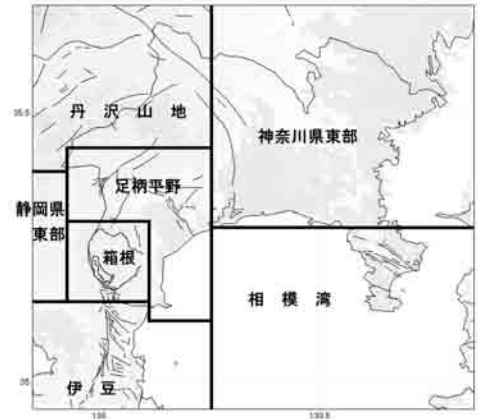 35.5
丹沢山地
神奈川県東部
足柄平野
静岡県
東部
箱根
相模湾
35
伊豆
139
139.5